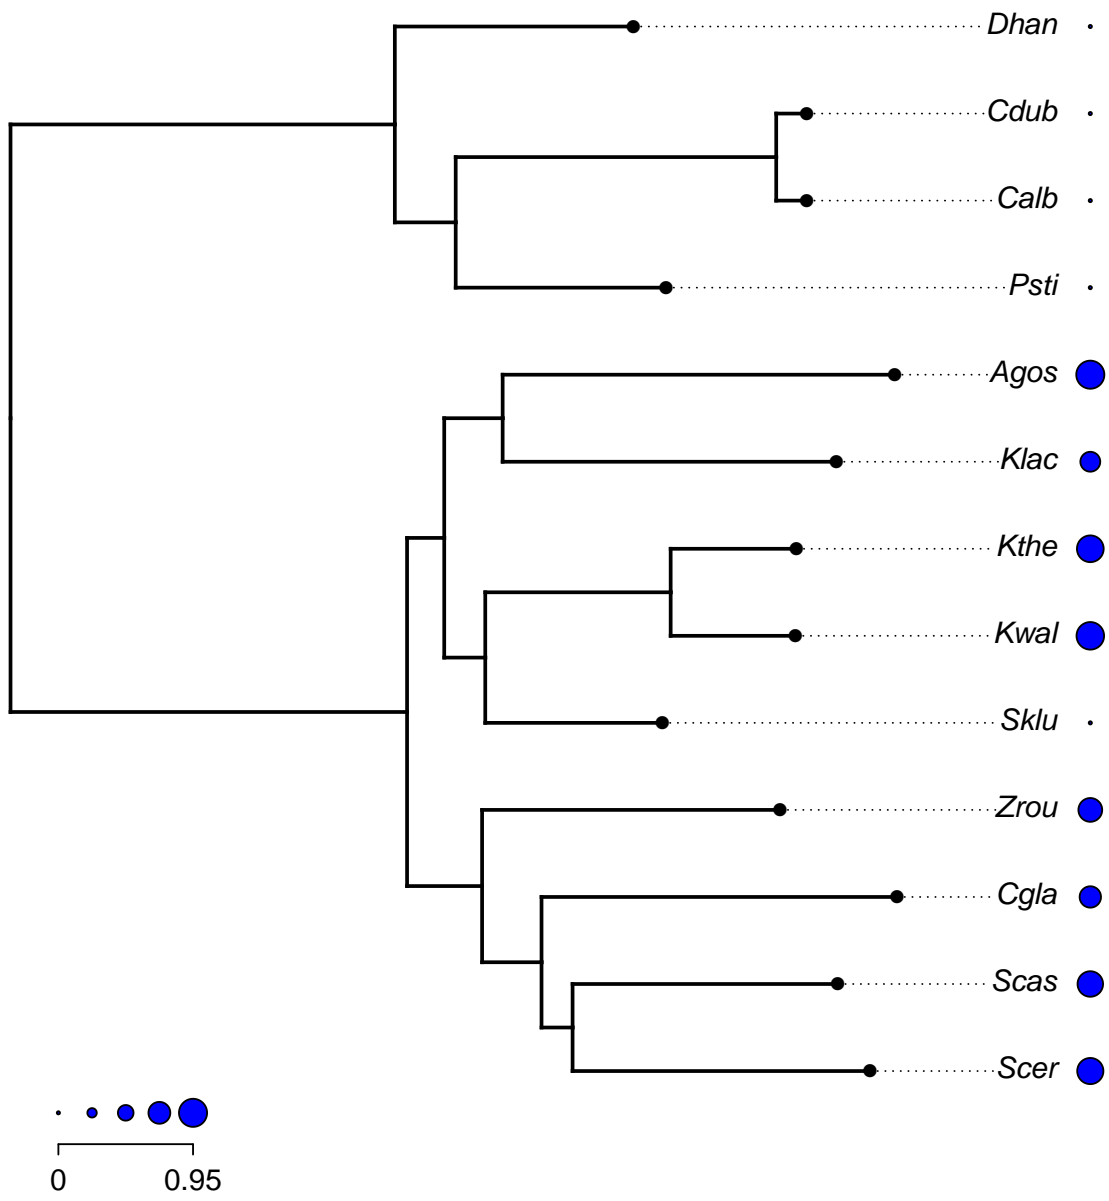 Dhan
Cdub
Calb
Psti
Agos
Klac
Kthe
Kwal
Sklu
Zrou
Cgla
Scas
Scer
0 0.95